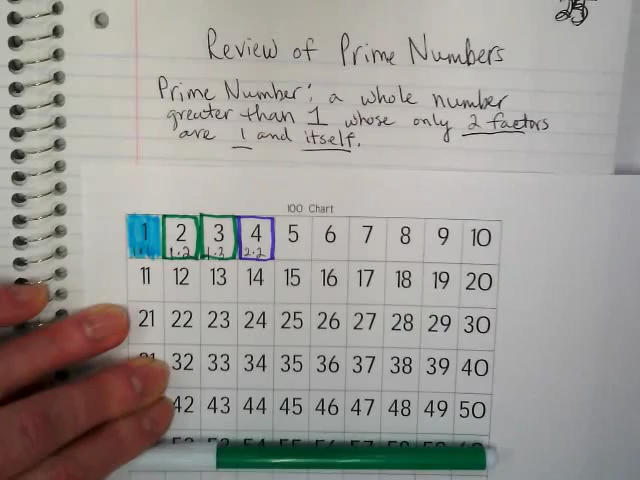 25
Review of Prime Numbers
Prime Number: a whole number
greater than 1 whose only 2 factors
are 1 and itself.
100 Chart
1 2 3 4 5 6 7 8 9 10
1·2 1·3 2·2
11 12 13 14 15 16 17 18 19 20
21 22 23 24 25 26 27 28 29 30
32 33 34 35 36 37 38 39 40
42 43 44 45 46 47 48 49 50